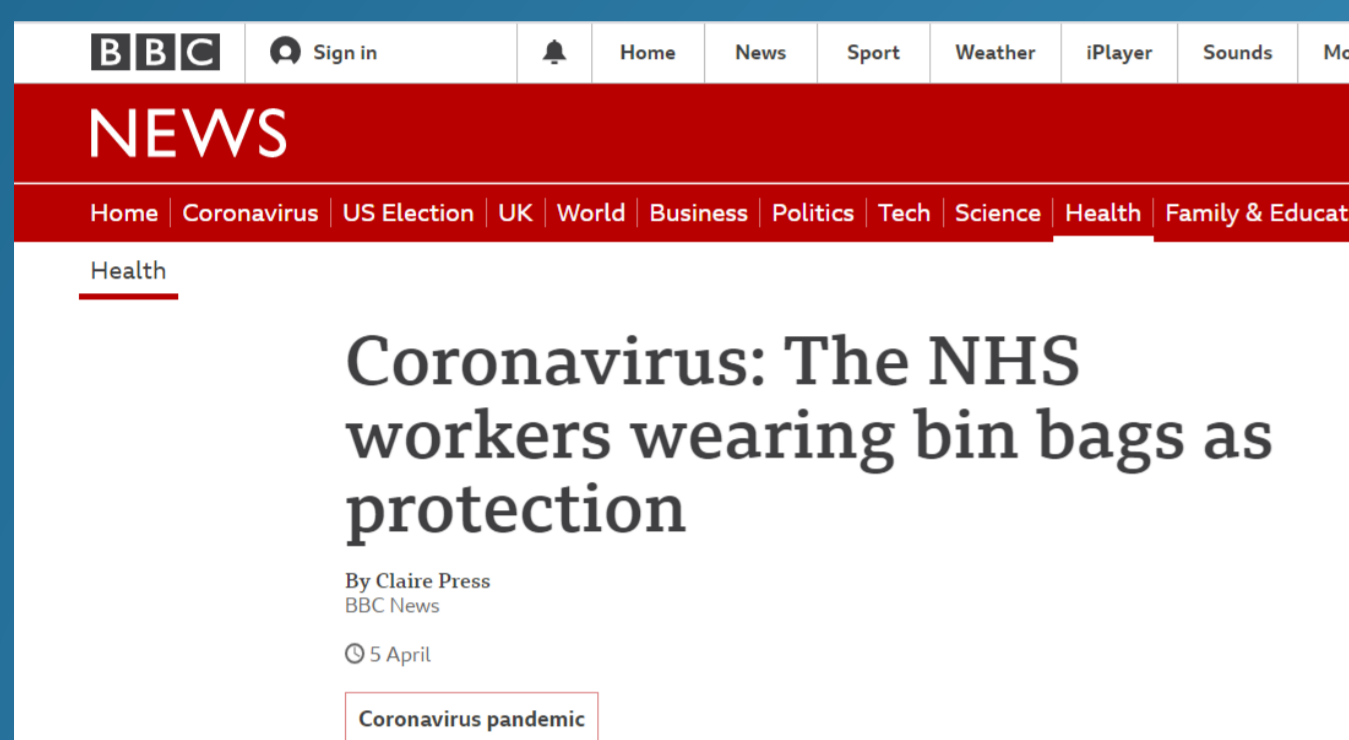 BBC Sign in Home News Sport Weather iPlayer Sounds
NEWS
Home Coronavirus US Election UK World Business Politics Tech Science Health Family & Educat
Health
Coronavirus: The NHS
workers wearing bin bags as
protection
By Claire Press
BBC News
5 April
Coronavirus pandemic